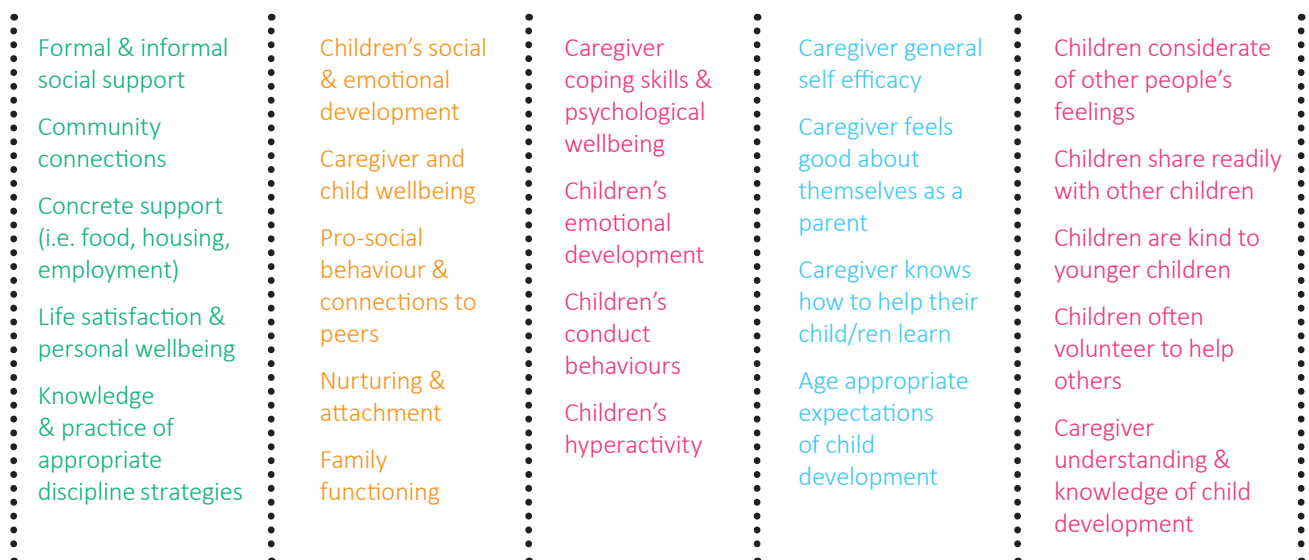 Formal & informal
social support
Community
connections
Concrete support
(i.e. food, housing,
employment)
Life satisfaction &
personal wellbeing
Knowledge
& practice of
appropriate
discipline strategies
Children’s social
& emotional
development
Caregiver and
child wellbeing
Pro-social
behaviour &
connections to
peers
Nurturing &
attachment
Family
functioning
Caregiver
coping skills &
psychological
wellbeing
Children’s
emotional
development
Children’s
conduct
behaviours
Children’s
hyperactivity
Caregiver general
self efficacy
Caregiver feels
good about
themselves as a
parent
Caregiver knows
how to help their
child/ren learn
Age appropriate
expectations
of child
development
Children considerate
of other people’s
feelings
Children share readily
with other children
Children are kind to
younger children
Children often
volunteer to help
others
Caregiver
understanding &
knowledge of child
development